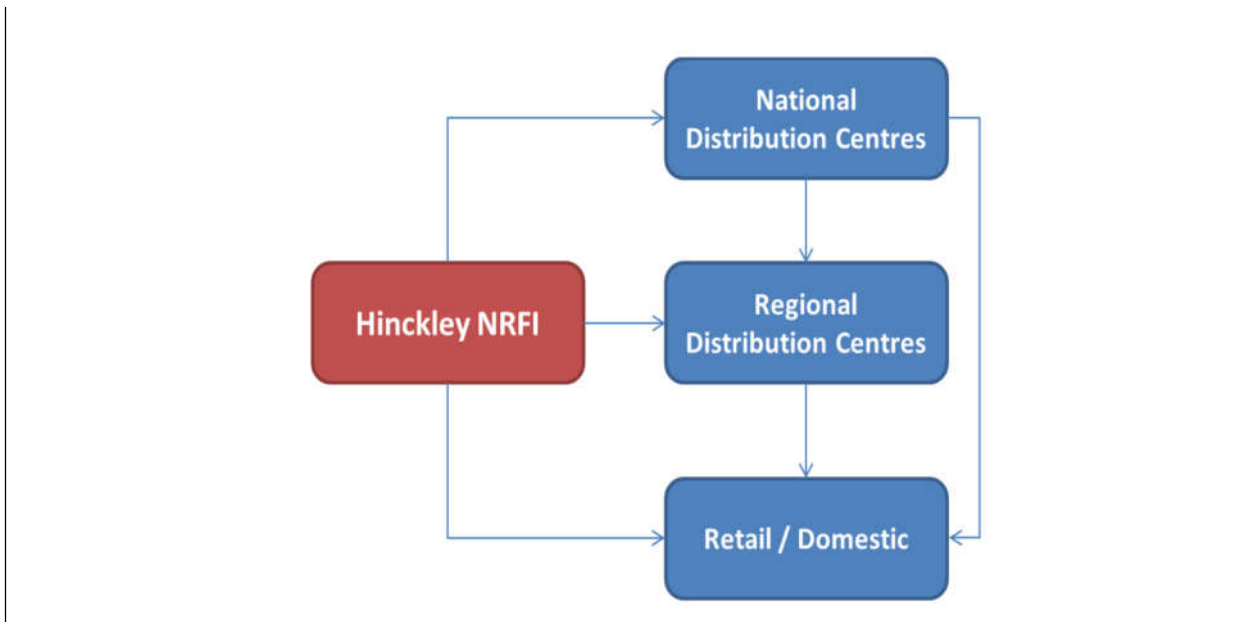 National
Distribution Centres
Hinckley NRFI
Regional
Distribution Centres
Retail / Domestic